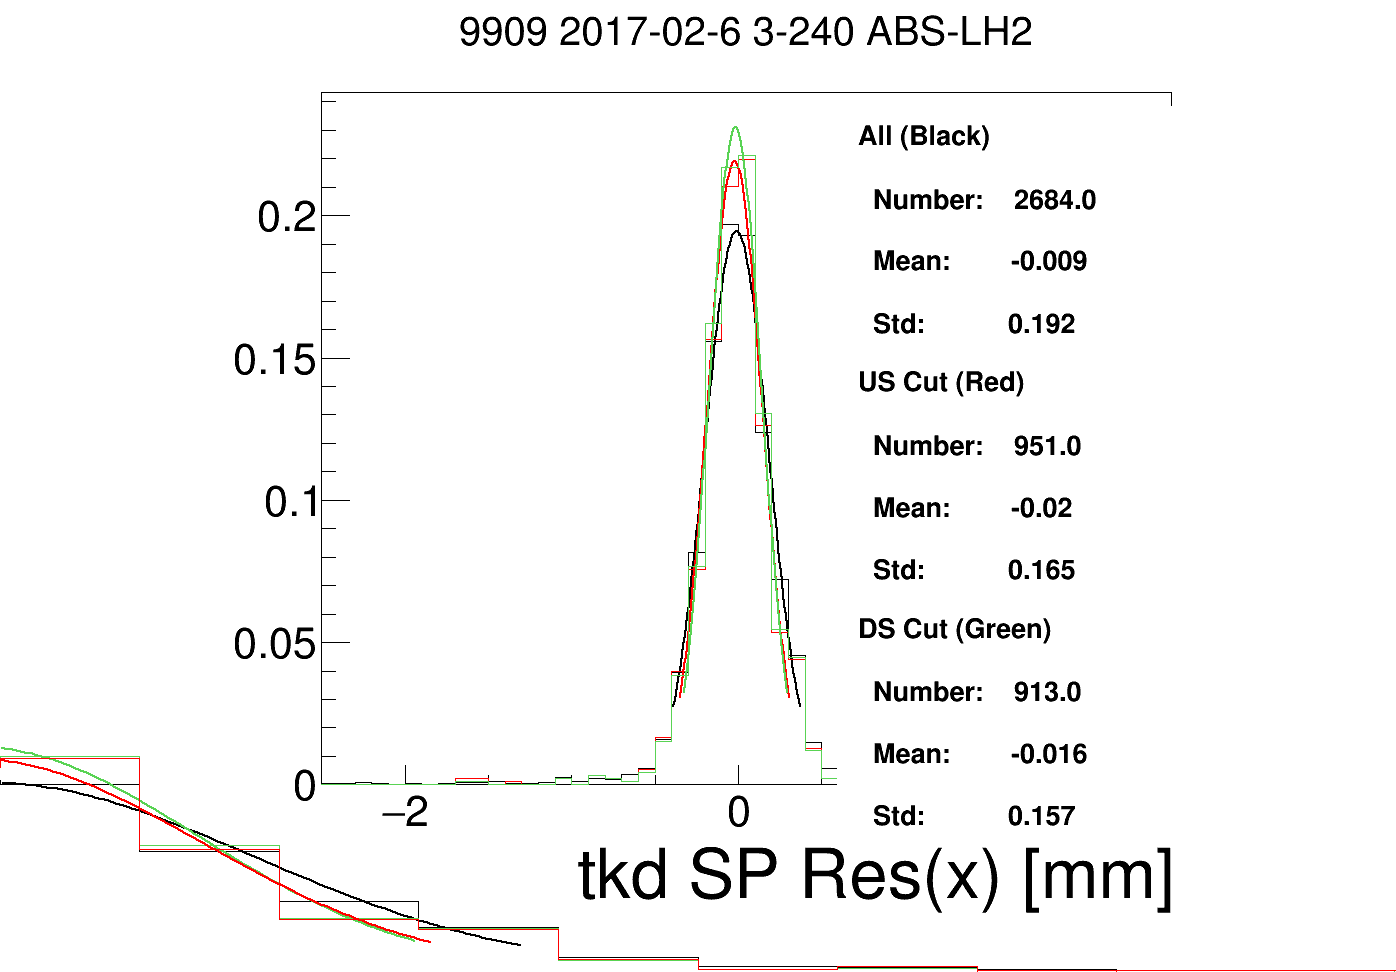 9909 2017-02-6 3-240 ABS-LH2
All (Black)
0.2
Number: 2684.0
Mean: -0.009
Std: 0.192
0.15
US Cut (Red)
Number: 951.0
0.1
Mean: -0.02
Std: 0.165
DS Cut (Green)
0.05
Number: 913.0
Mean: -0.016
0
−2 0
Std: 0.157
tkd SP Res(x) [mm]